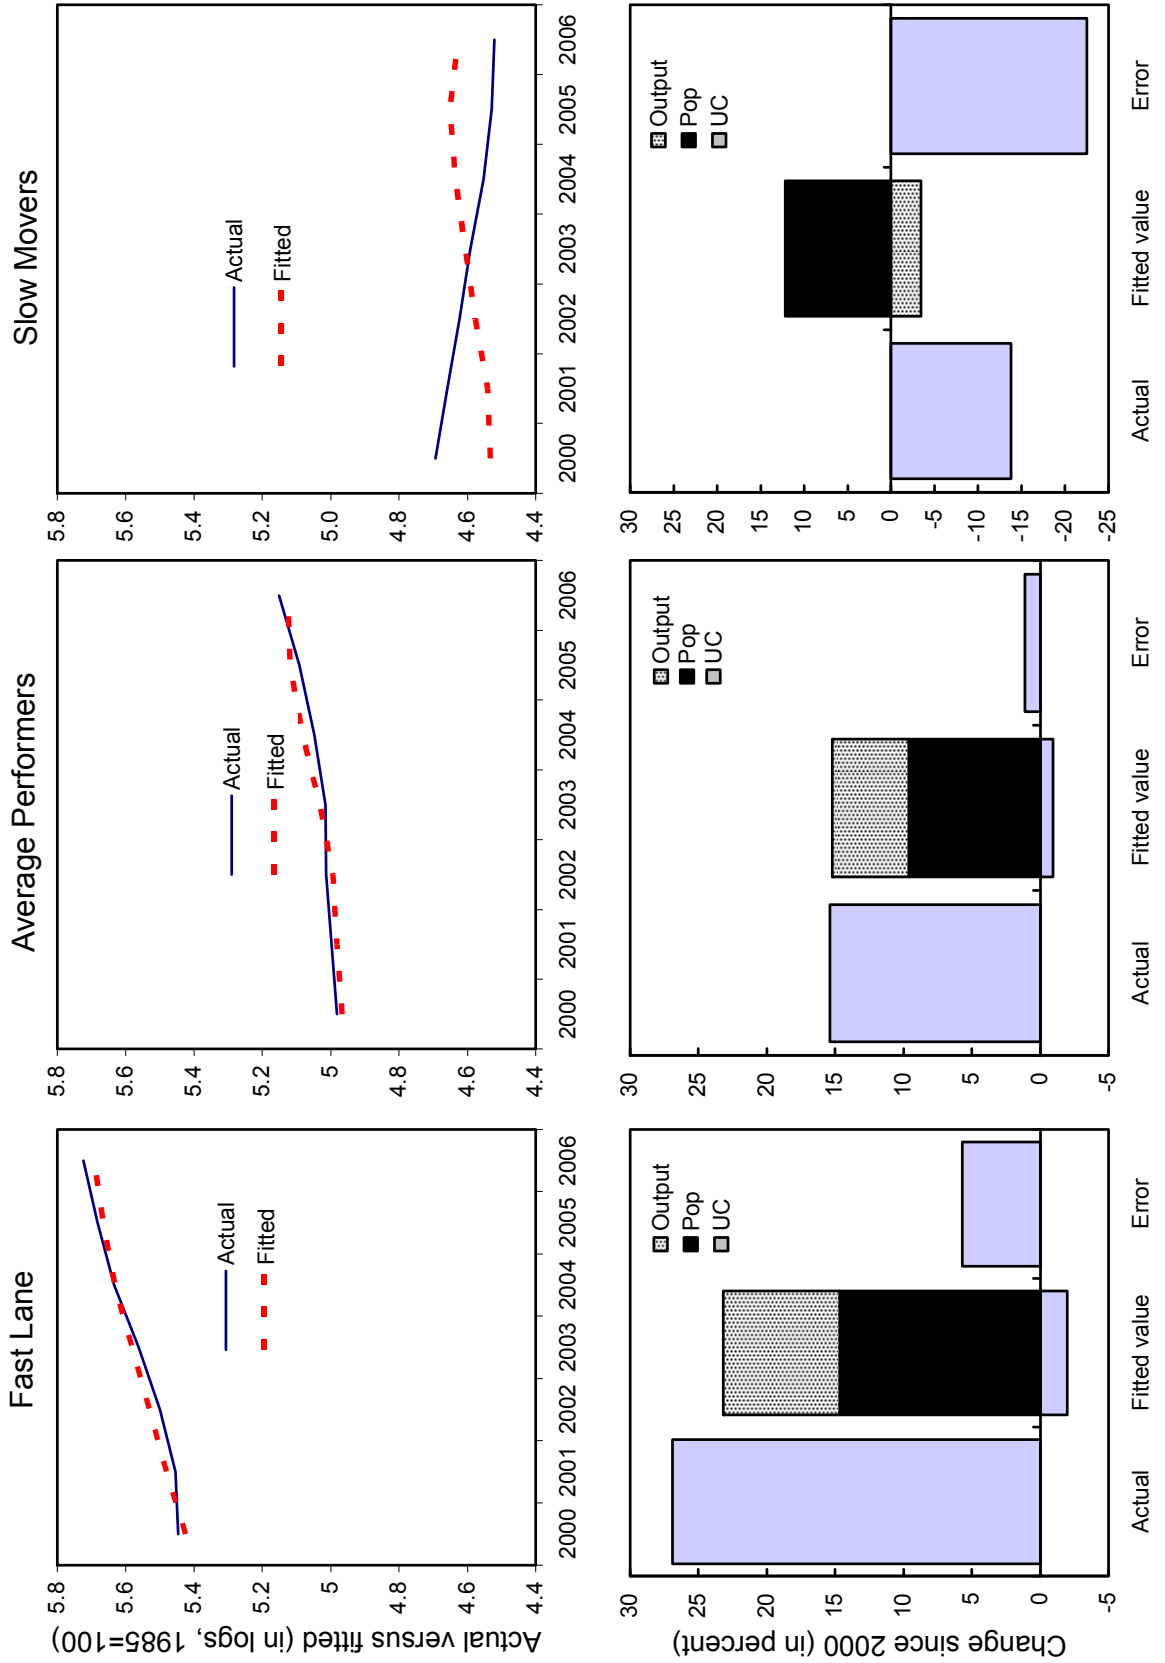 Fast Lane
Actual versus fitted (in logs, 1985=100)
5.8
5.6
5.4
5.2
5
4.8
4.6
4.4
Actual
Fitted
2000 2001 2002 2003 2004 2005 2006
Average Performers
5.8
5.6
5.4
5.2
5
4.8
4.6
4.4
Actual
Fitted
2000 2001 2002 2003 2004 2005 2006
Slow Movers
5.8
5.6
5.4
5.2
5.0
4.8
4.6
4.4
Actual
Fitted
2000 2001 2002 2003 2004 2005 2006
Change since 2000 (in percent)
30
25
20
15
10
5
0
-5
Output
Pop
UC
Actual Fitted value Error
30
25
20
15
10
5
0
-5
Output
Pop
UC
Actual Fitted value Error
30
25
20
15
10
5
0
-5
-10
-15
-20
-25
Output
Pop
UC
Actual Fitted value Error